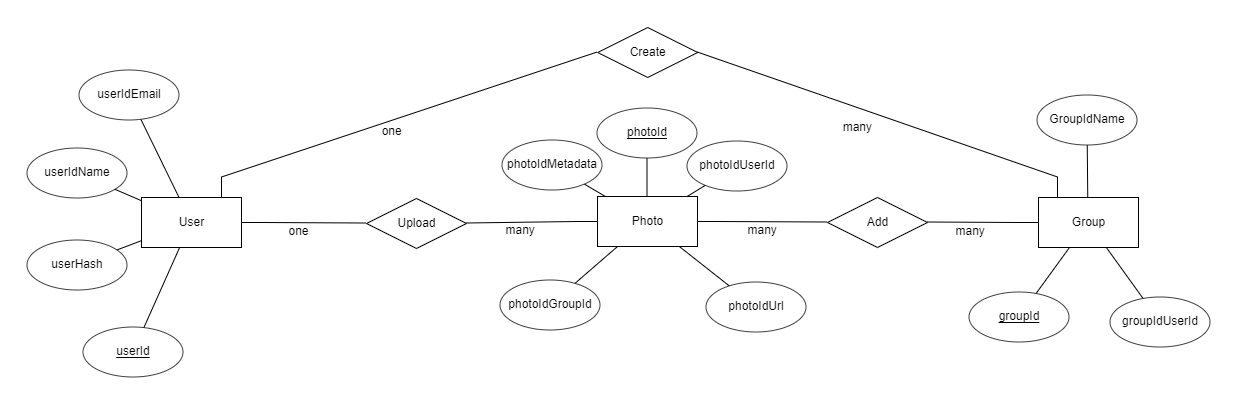 Create
userIdEmail
one
many
GroupIdName
photoId
photoIdMetadata
photoIdUserId
userIdName
User
one
Upload
many
Photo
many
Add
many
Group
userHash
photoIdGroupId
photoIdUrl
groupId
groupIdUserId
userId